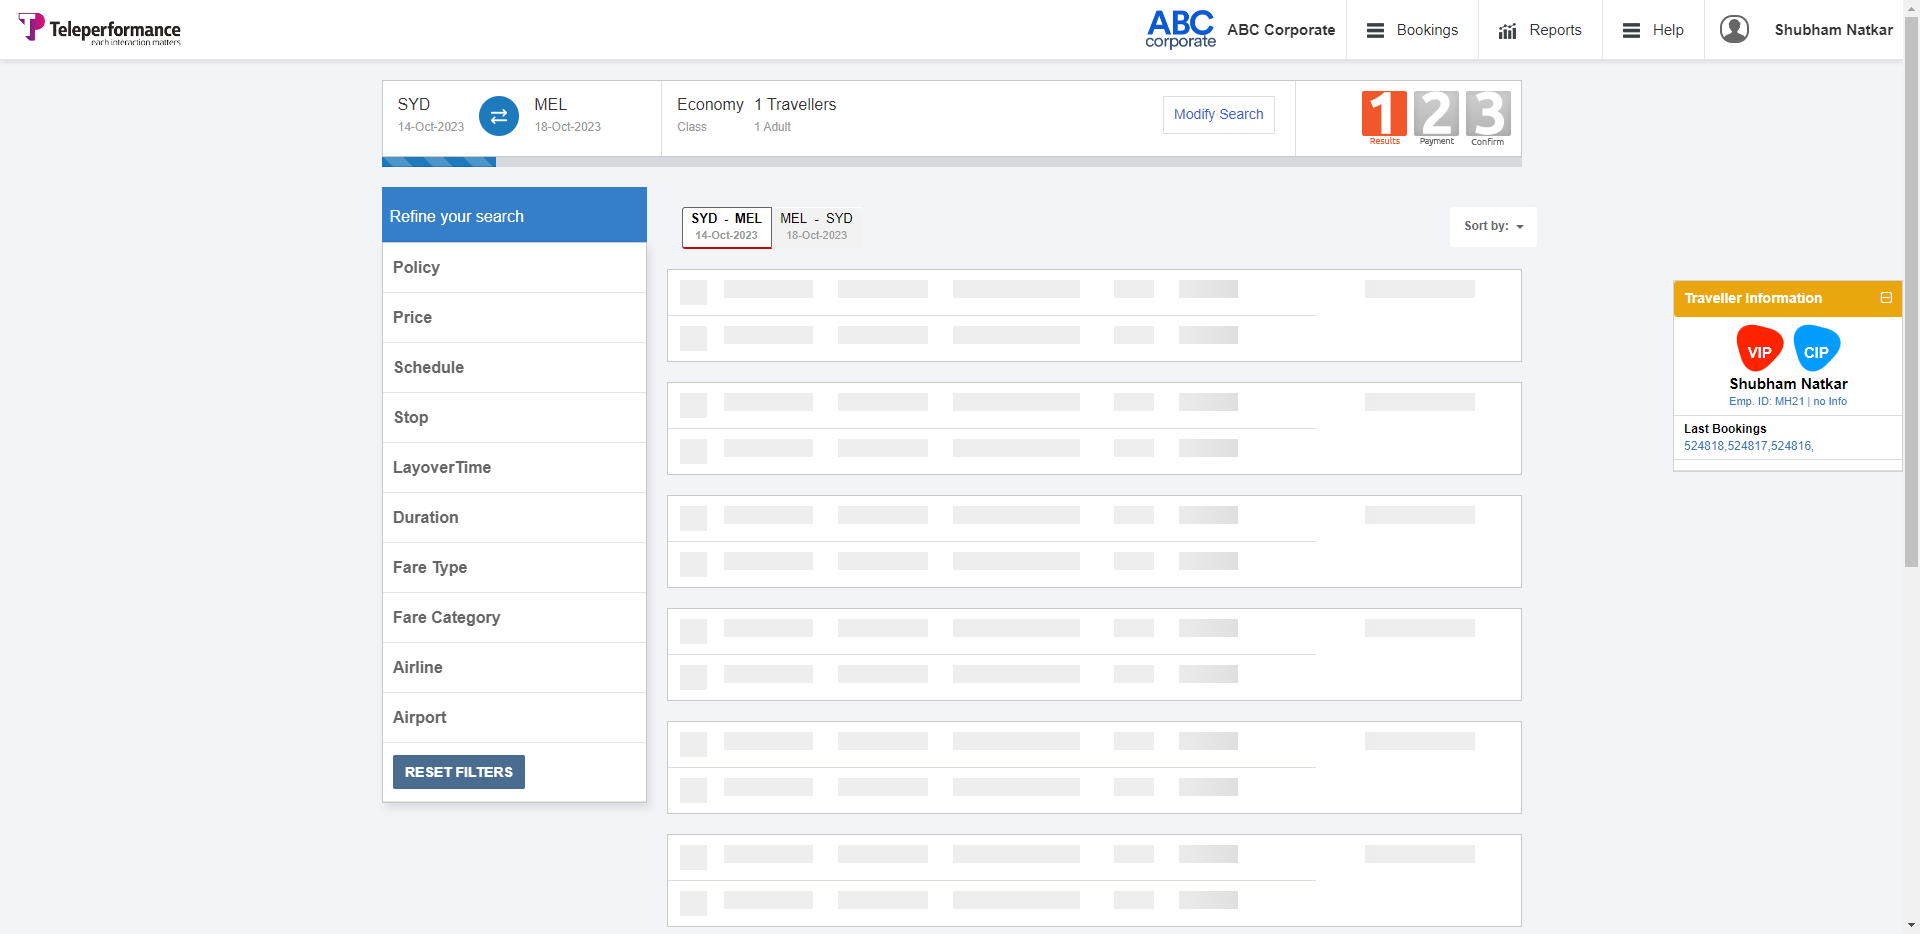 Teleperformance
each interaction matters
ABC
corporate
ABC Corporate
Bookings
Reports
Help
Shubham Natkar
SYD
14-Oct-2023
MEL
18-Oct-2023
Economy
Class
1 Travellers
1 Adult
Modify Search
1
Results
2
Payment
3
Confirm
Refine your search
Policy
Price
Schedule
Stop
LayoverTime
Duration
Fare Type
Fare Category
Airline
Airport
RESET FILTERS
SYD - MEL
14-Oct-2023
MEL - SYD
18-Oct-2023
Sort by:
Traveller Information
VIP
CIP
Shubham Natkar
Emp. ID: MH21 | no Info
Last Bookings
524818,524817,524816,